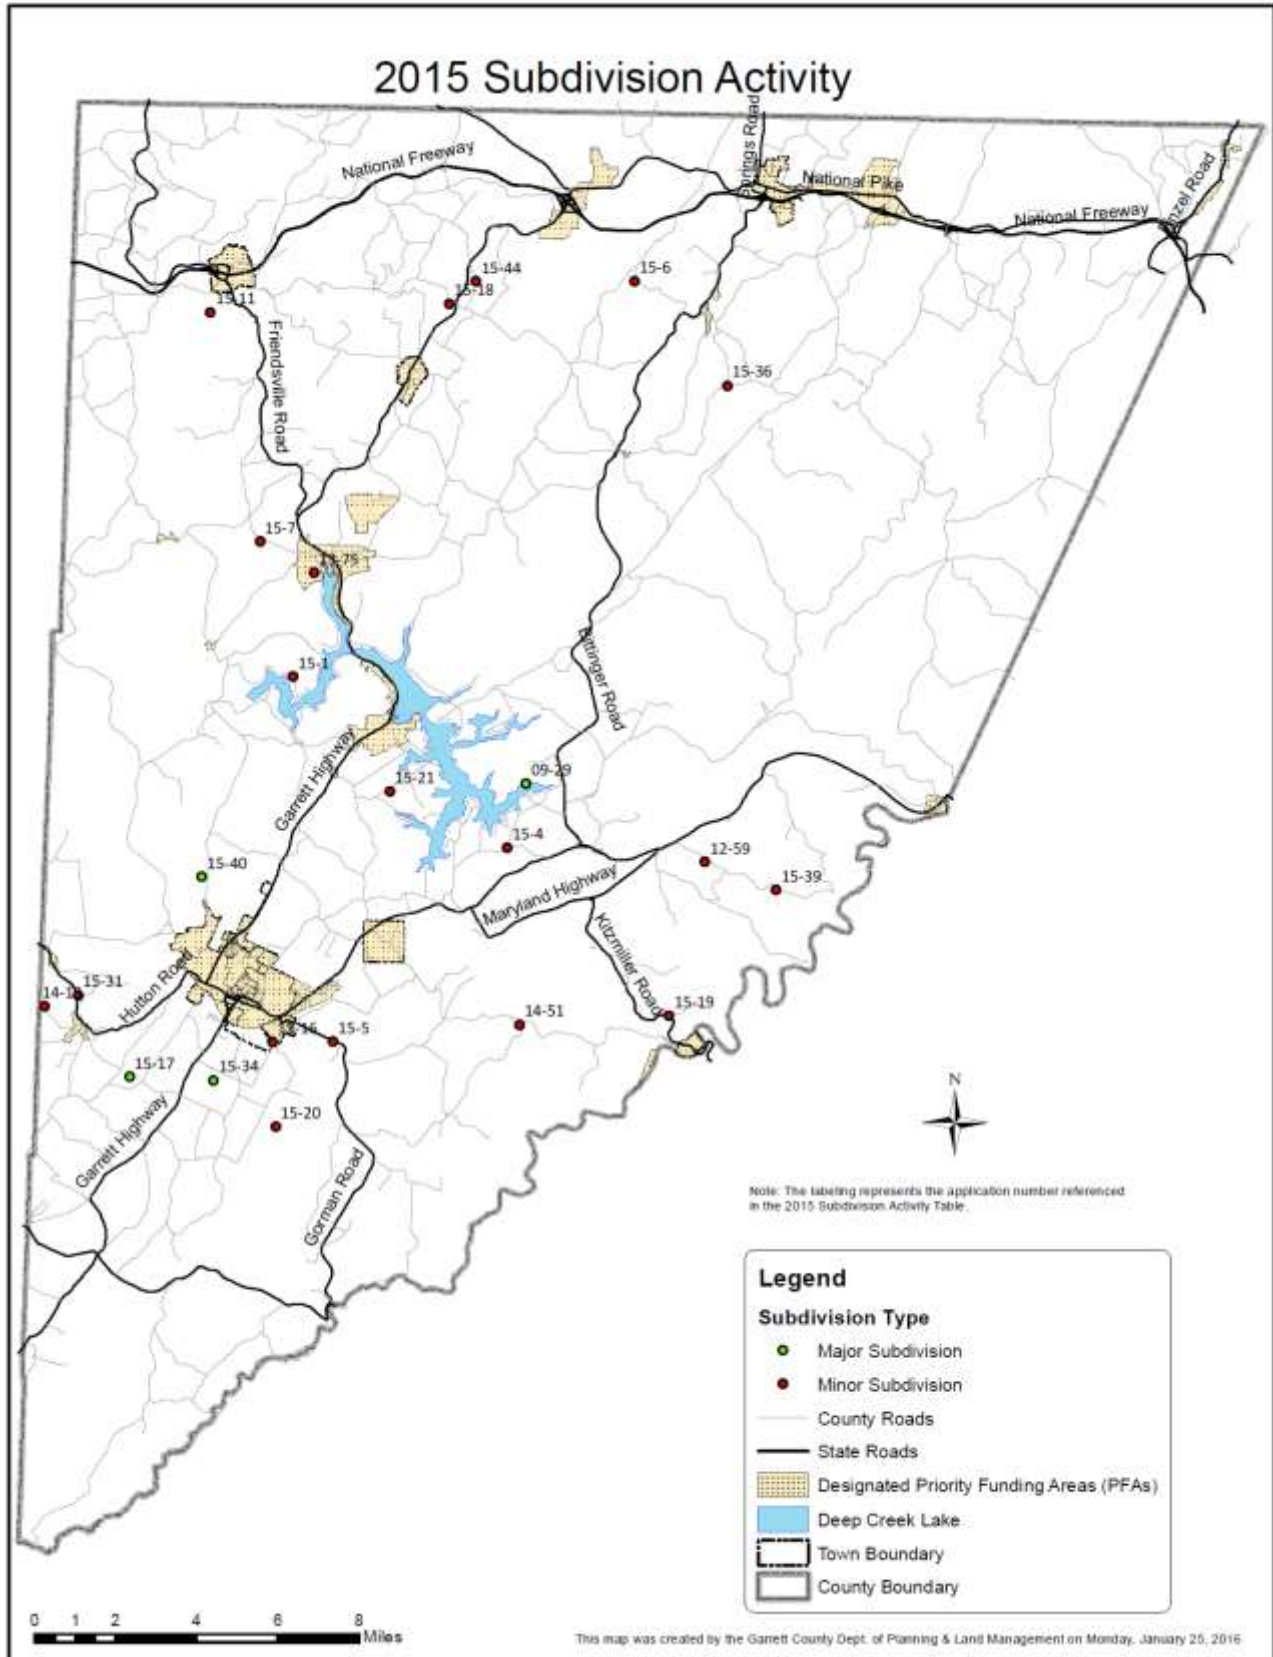 2015 Subdivision Activity
Springs Road
National Freeway
National Pike
National Freeway
15-44
15-6
15-18
15-11
Friendsville Road
15-36
15-7
15-1
Bittinger Road
Garrett Highway
09-29
15-21
15-4
12-59
15-40
15-39
Maryland Highway
Kitzmiller Road
Hutton Road
15-31
15-19
14-51
15-5
15-17
15-34
15-20
Garrett Highway
Gorman Road
N
Note: The labeling represents the application number referenced
in the 2015 Subdivision Activity Table.
Legend
Subdivision Type
Major Subdivision
Minor Subdivision
County Roads
State Roads
Designated Priority Funding Areas (PFAs)
Deep Creek Lake
Town Boundary
County Boundary
0 1 2 4 6 8
Miles
This map was created by the Garrett County Dept. of Planning & Land Management on Monday, January 25, 2016